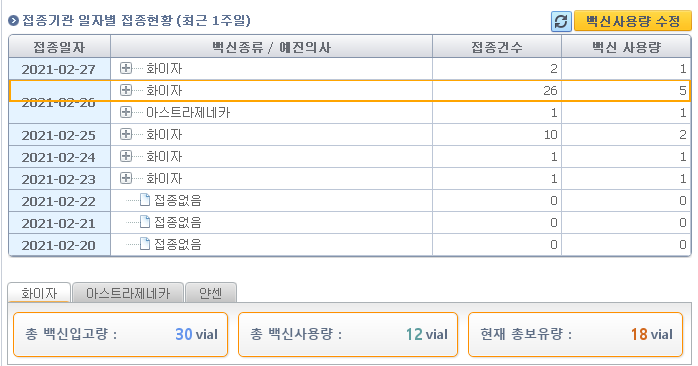 접종기관 일자별 접종현황 (최근 1주일) 백신사용량 수정
접종일자 백신종류 / 예진의사 접종건수 백신 사용량
2021-02-27 화이자 2 1
2021-02-26 화이자 26 5
아스트라제네카 1 1
2021-02-25 화이자 10 2
2021-02-24 화이자 1 1
2021-02-23 화이자 1 1
2021-02-22 접종없음 0 0
2021-02-21 접종없음 0 0
2021-02-20 접종없음 0 0
화이자 아스트라제네카 얀센
총 백신입고량 : 30 vial 총 백신사용량 : 12 vial 현재 총보유량 : 18 vial